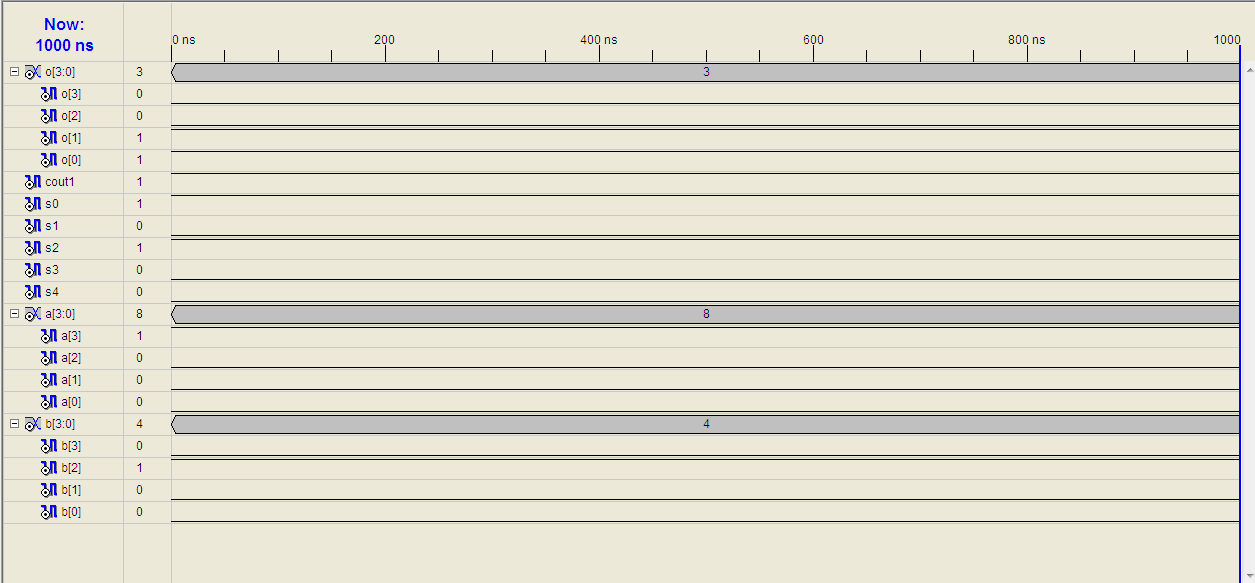 Now:
1000 ns
0 ns 200 400 ns 600 800 ns 1000
o[3:0] 3 3
o[3] 0
o[2] 0
o[1] 1
o[0] 1
cout1 1
s0 1
s1 0
s2 1
s3 0
s4 0
a[3:0] 8 8
a[3] 1
a[2] 0
a[1] 0
a[0] 0
b[3:0] 4 4
b[3] 0
b[2] 1
b[1] 0
b[0] 0